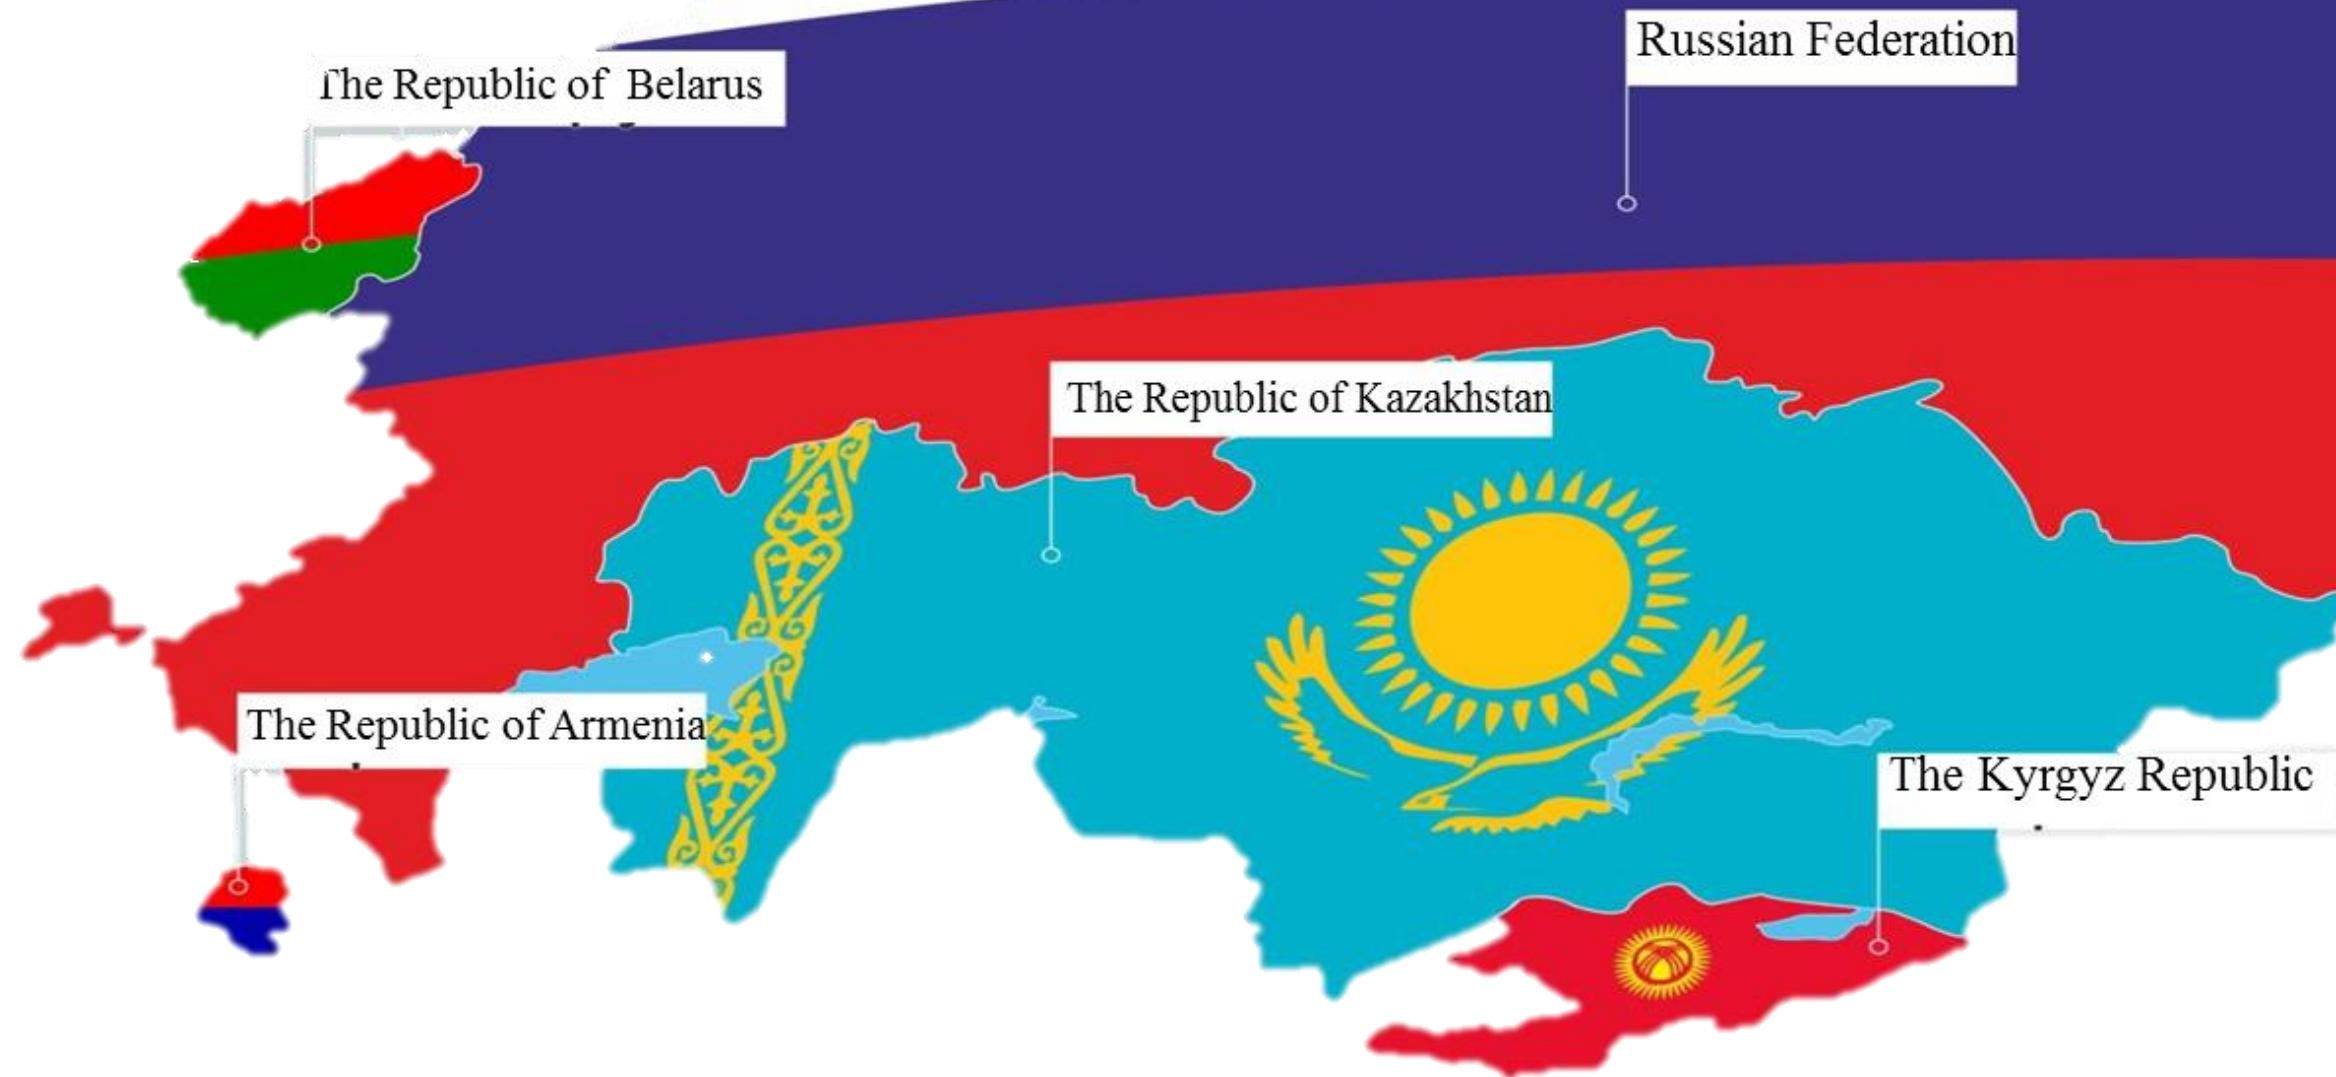 Russian Federation
The Republic of Belarus
The Republic of Kazakhstan
The Republic of Armenia
The Kyrgyz Republic